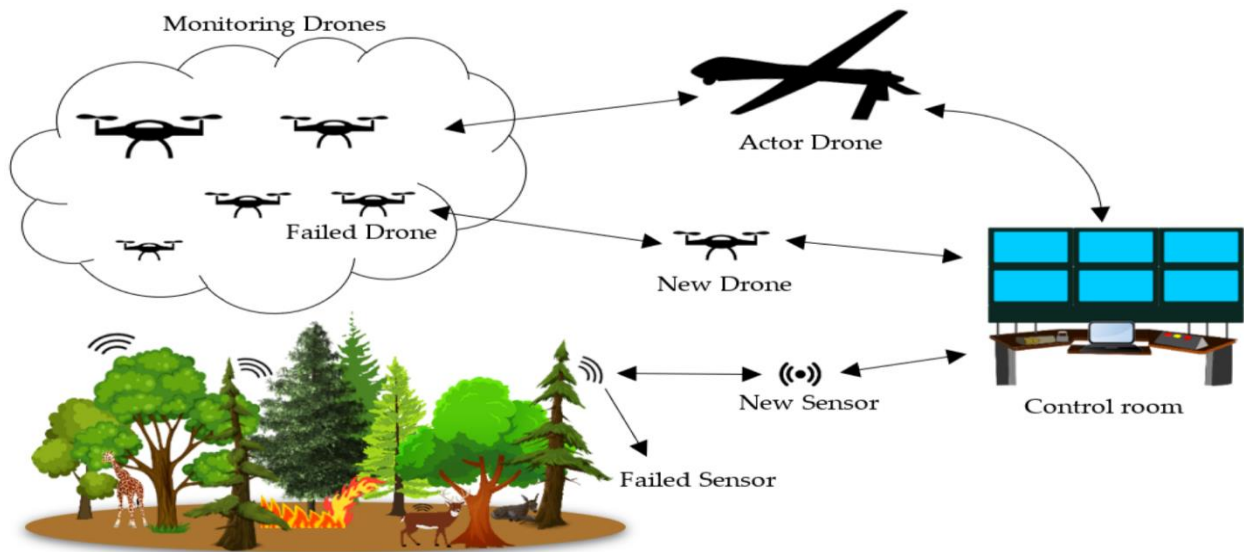 Monitoring Drones
Actor Drone
Failed Drone
New Drone
New Sensor
Control room
Failed Sensor